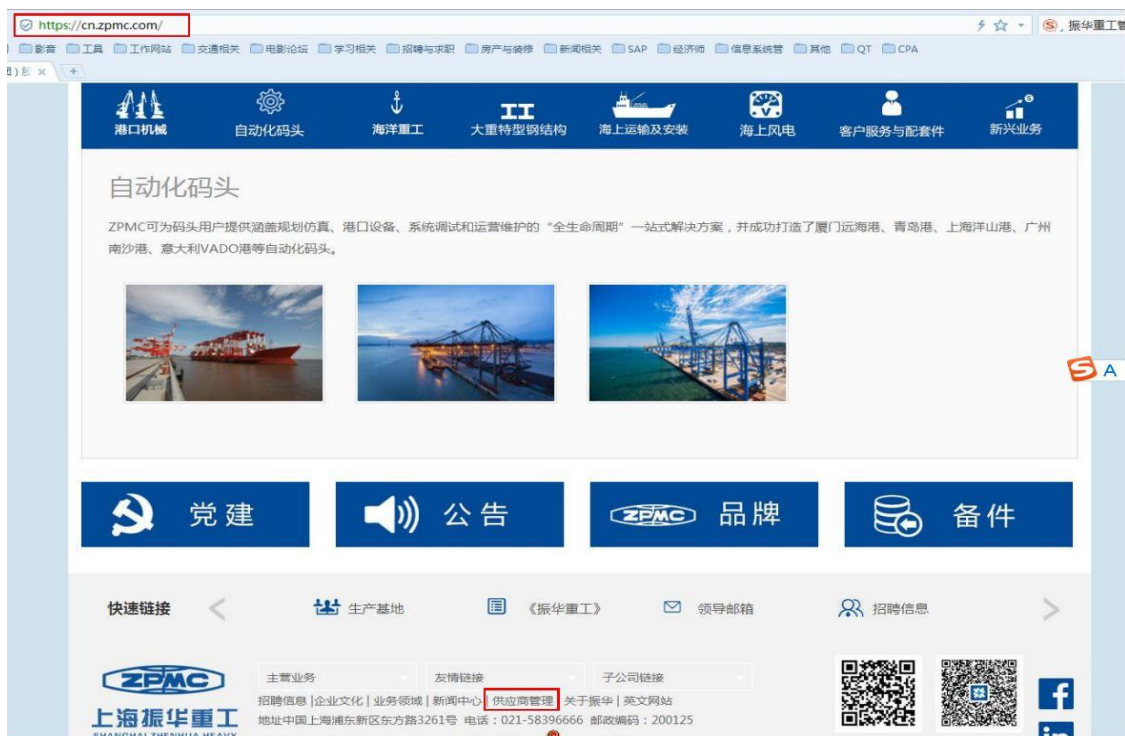 https://cn.zpmc.com/
振华重工
影音 工具 工作网站 交通相关 电影论坛 学习相关 招聘与求职 房产与装修 新闻相关 SAP 经济师 信息系统管 其他 QT CPA
港口机械 自动化码头 海洋重工 大重特型钢结构 海上运输及安装 海上风电 客户服务与配套件 新兴业务
自动化码头
ZPMC可为码头用户提供涵盖规划仿真、港口设备、系统调试和运营维护的“全生命周期”一站式解决方案，并成功打造了厦门远海港、青岛港、上海洋山港、广州
南沙港、意大利VADO港等自动化码头。
A
党建 公告 ZPMC 品牌 备件
快速链接 生产基地 《振华重工》 领导邮箱 招聘信息
ZPMC
主营业务 友情链接 子公司链接
招聘信息|企业文化|业务领域|新闻中心|供应商管理|关于振华|英文网站
上海振华重工
地址中国上海浦东新区东方路3261号 电话：021-58396666 邮政编码：200125
SHANGHAI ZHENHUA HEAVY
f
in